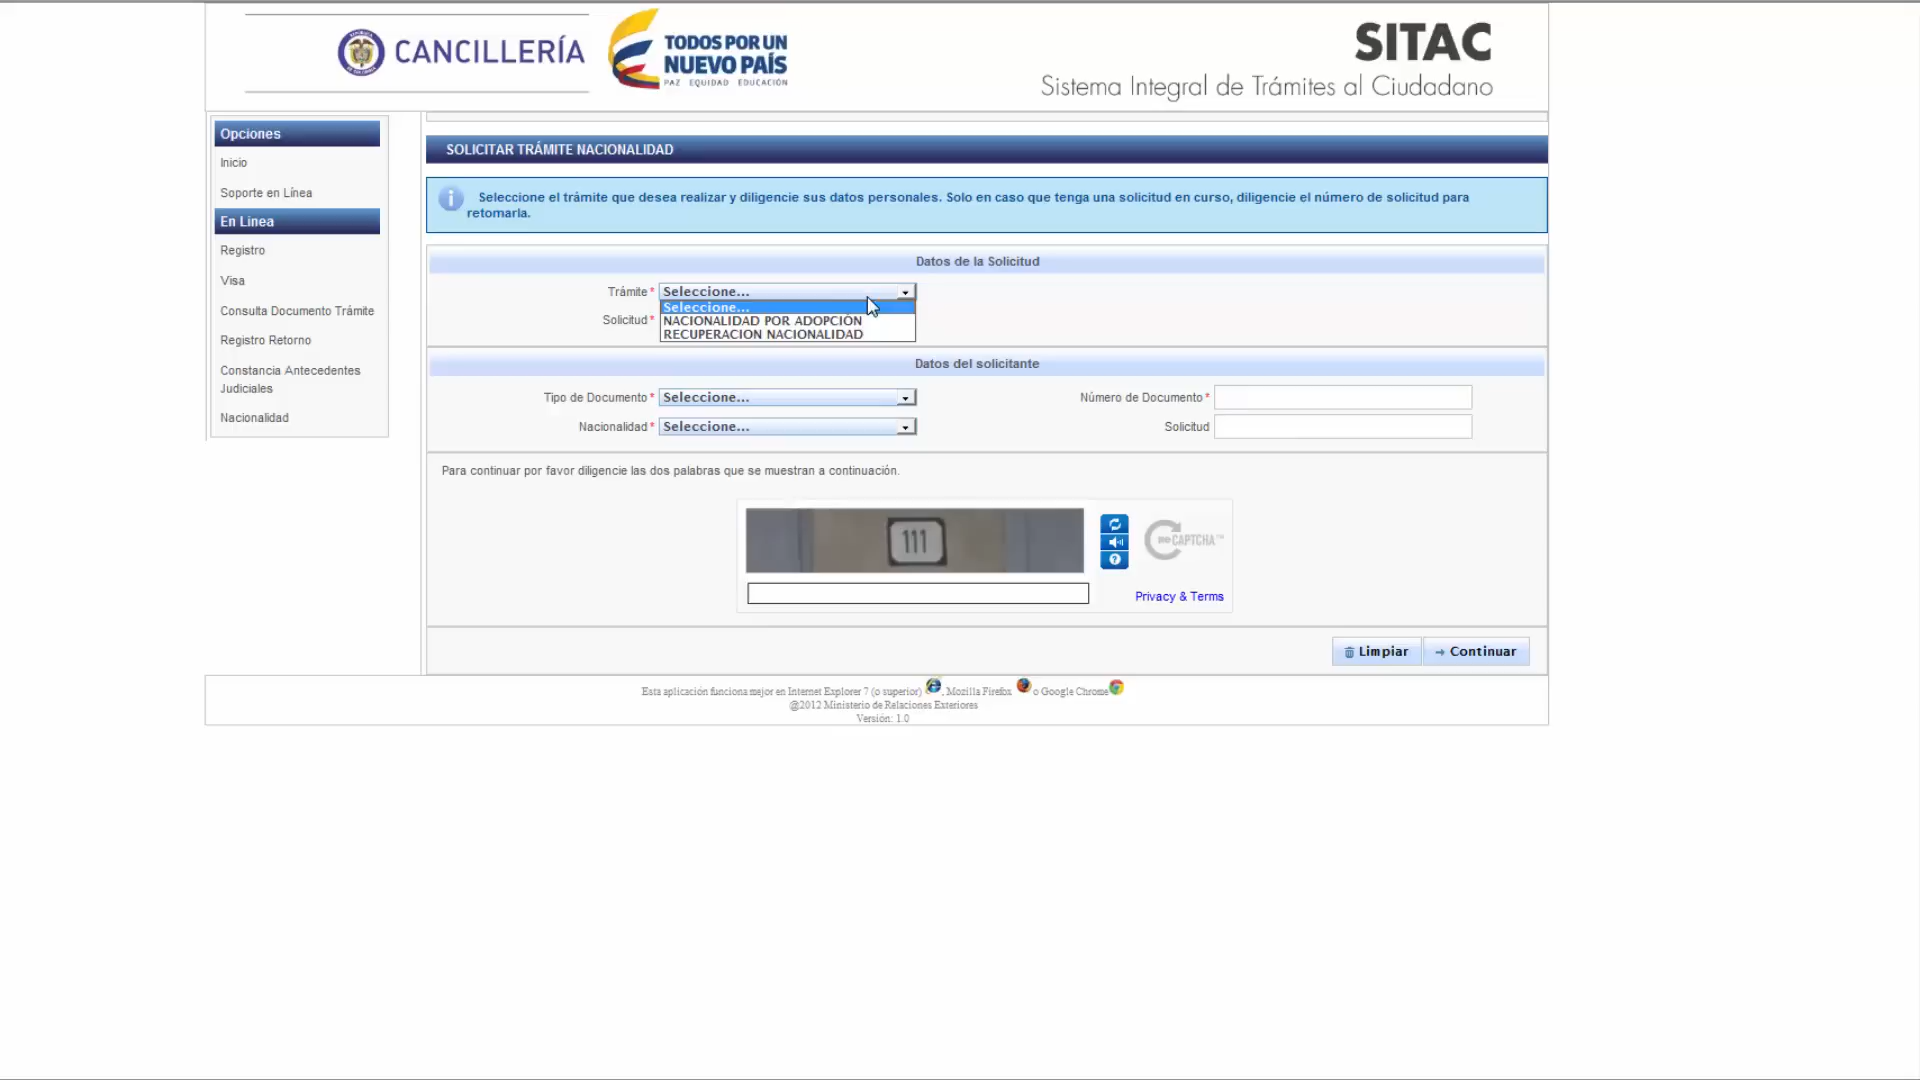 CANCILLERÍA
TODOS POR UN
NUEVO PAÍS
PAZ EQUIDAD EDUCACIÓN
SITAC
Sistema Integral de Trámites al Ciudadano
Opciones
Inicio
Soporte en Línea
En Linea
Registro
Visa
Consulta Documento Trámite
Registro Retorno
Constancia Antecedentes
Judiciales
Nacionalidad
SOLICITAR TRÁMITE NACIONALIDAD
Seleccione el trámite que desea realizar y diligencie sus datos personales. Solo en caso que tenga una solicitud en curso, diligencie el número de solicitud para
retomarla.
Datos de la Solicitud
Trámite * Seleccione...
Seleccione...
Solicitud * NACIONALIDAD POR ADOPCIÓN
RECUPERACION NACIONALIDAD
Datos del solicitante
Tipo de Documento * Seleccione... Número de Documento *
Nacionalidad * Seleccione... Solicitud
Para continuar por favor diligencie las dos palabras que se muestran a continuación.
111
reCAPTCHA™
Privacy & Terms
Limpiar Continuar
Esta aplicación funciona mejor en Internet Explorer 7 (o superior) , Mozilla Firefox o Google Chrome
@2012 Ministerio de Relaciones Exteriores
Versión: 1.0